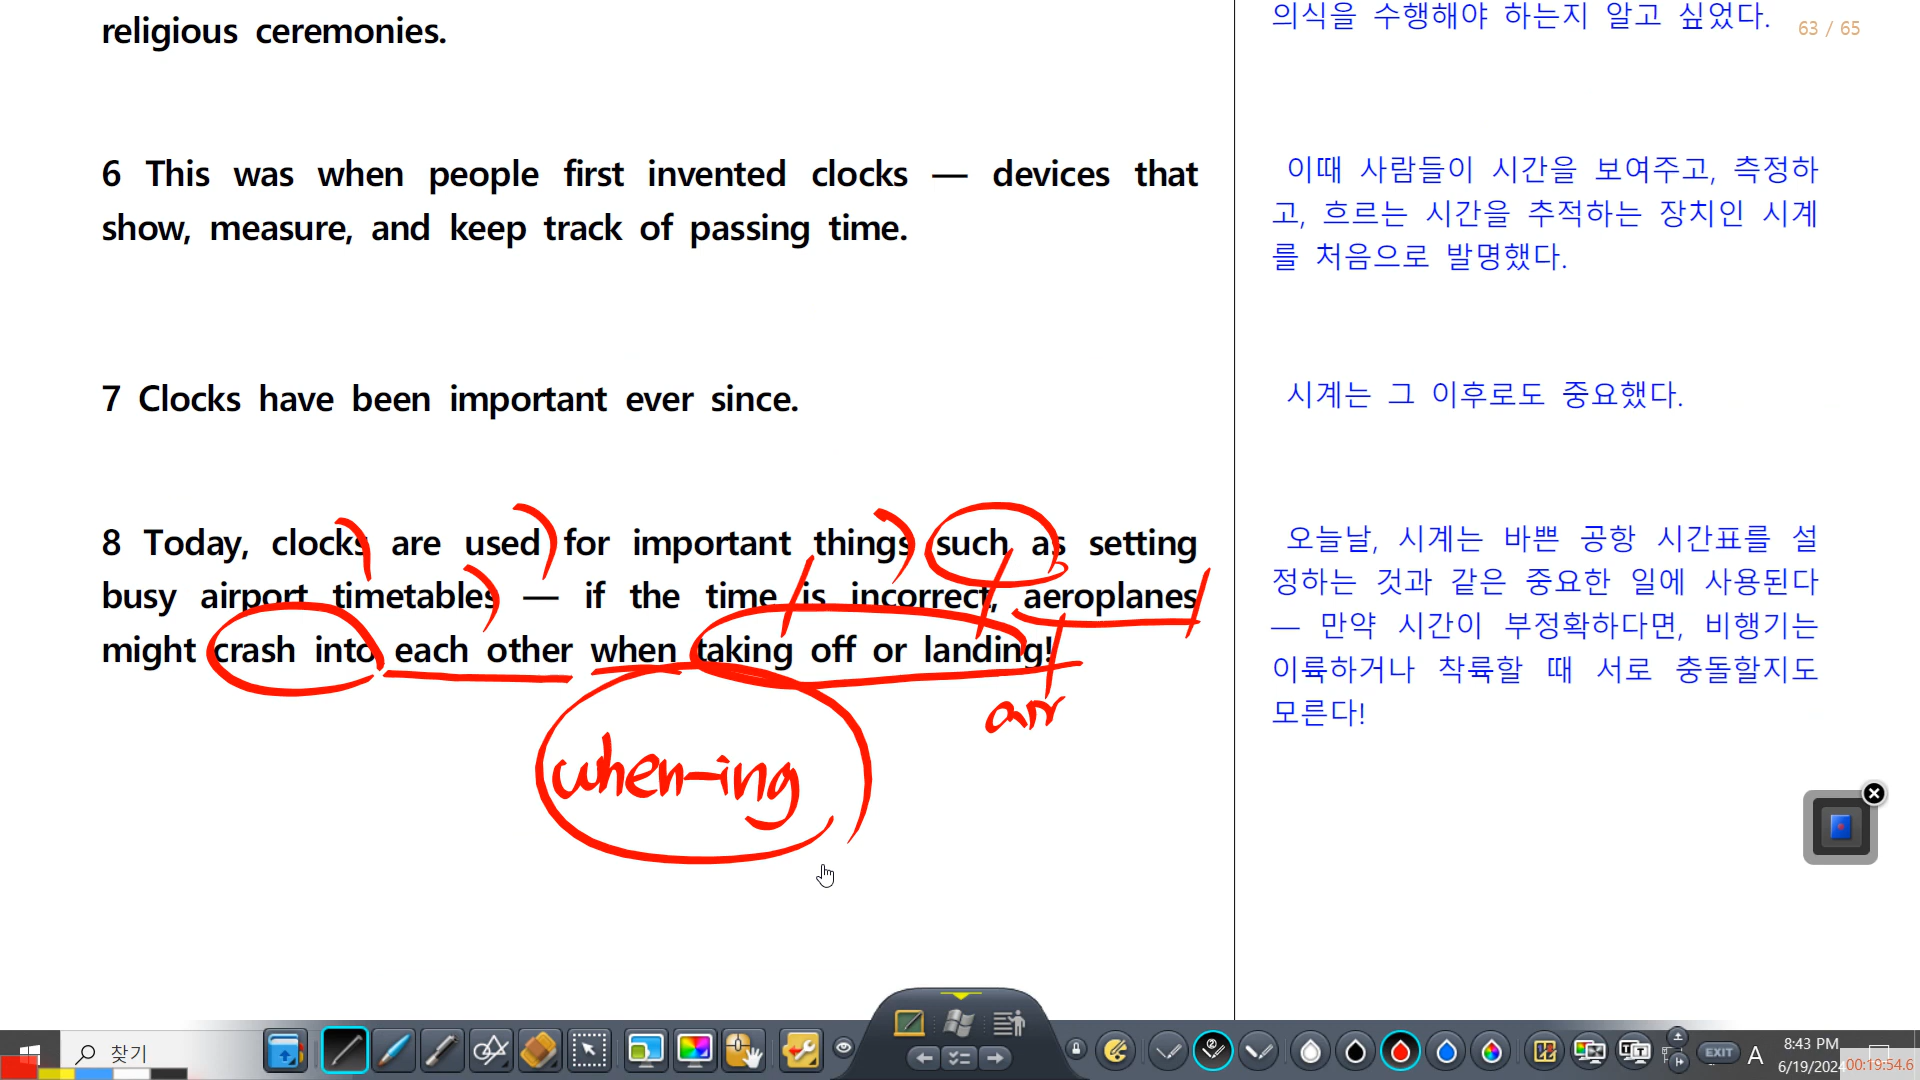 religious ceremonies.
의식을 수행해야 하는지 알고 싶었다.
63 / 65
6 This was when people first invented clocks — devices that
show, measure, and keep track of passing time.
이때 사람들이 시간을 보여주고, 측정하
고, 흐르는 시간을 추적하는 장치인 시계
를 처음으로 발명했다.
7 Clocks have been important ever since.
시계는 그 이후로도 중요했다.
8 Today, clocks are used for important things such as setting
busy airport timetables — if the time is incorrect, aeroplanes
might crash into each other when taking off or landing!
air
when-ing
오늘날, 시계는 바쁜 공항 시간표를 설
정하는 것과 같은 중요한 일에 사용된다
— 만약 시간이 부정확하다면, 비행기는
이륙하거나 착륙할 때 서로 충돌할지도
모른다!
찾기
EXIT
A
8:43 PM
6/19/2024
00:19:54.6